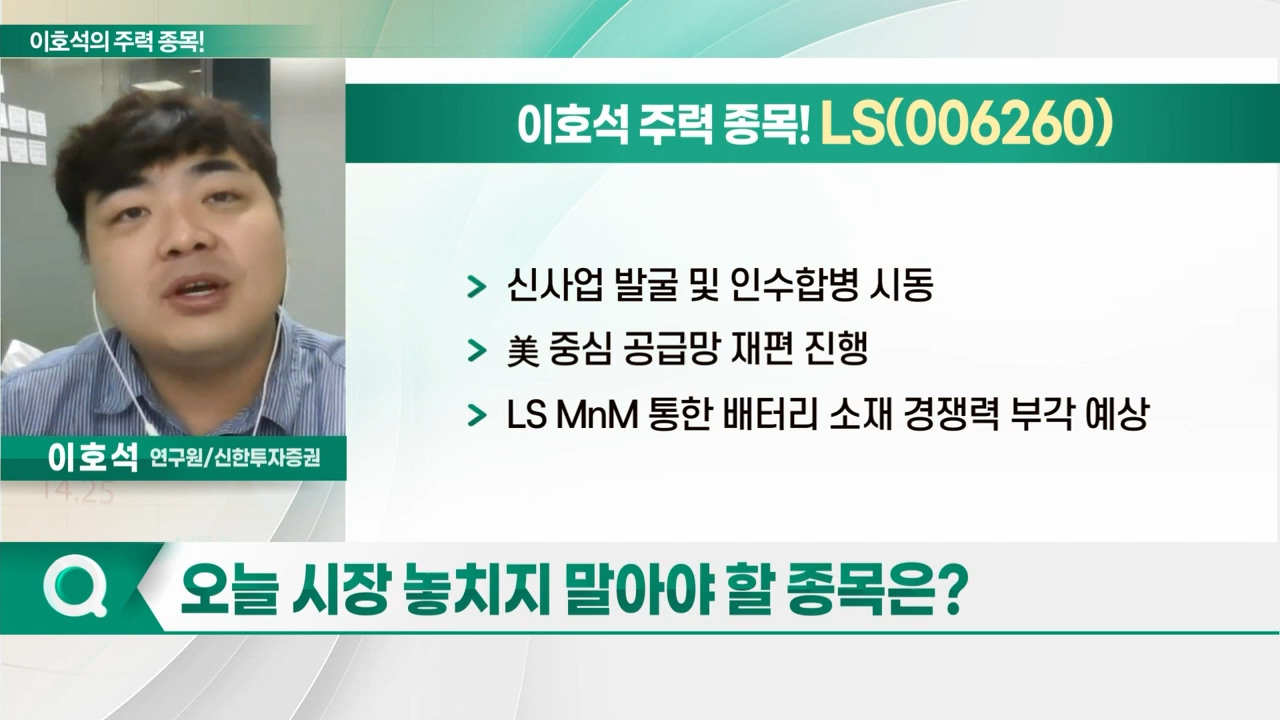 이호석의 주력 종목!
이호석 주력 종목! LS(006260)
> 신사업 발굴 및 인수합병 시동
> 美 중심 공급망 재편 진행
> LS MnM 통한 배터리 소재 경쟁력 부각 예상
이호석 연구원/신한투자증권
14.25
Q 오늘 시장 놓치지 말아야 할 종목은?